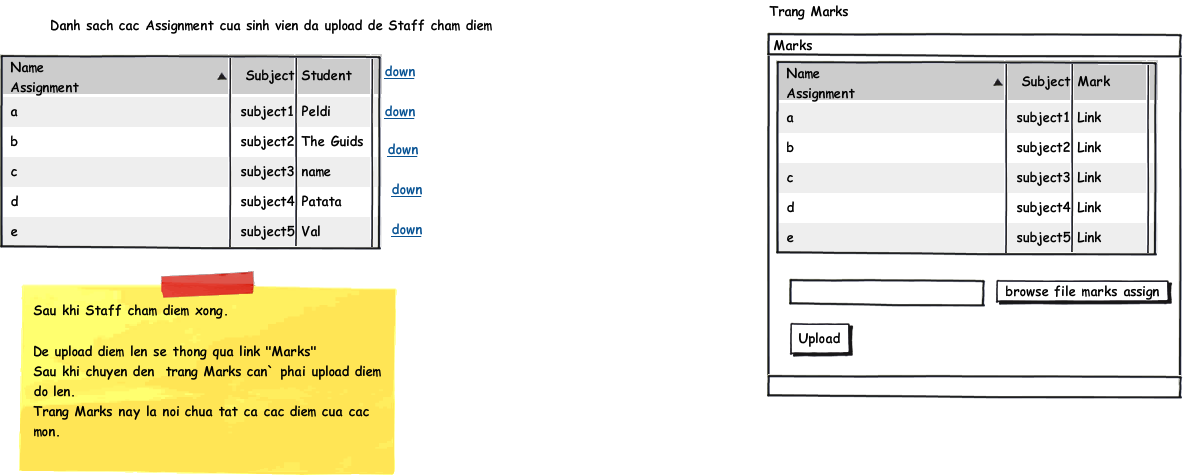 Danh sach cac Assignment cua sinh vien da upload de Staff cham diem
Name
Assignment
Subject
Student
down
a
subject1
Peldi
down
b
subject2
The Guids
down
c
subject3
name
d
subject4
Patata
down
e
subject5
Val
down
Sau khi Staff cham diem xong.
De upload diem len se thong qua link "Marks"
Sau khi chuyen den trang Marks can` phai upload diem
do len.
Trang Marks nay la noi chua tat ca cac diem cua cac
mon.
Trang Marks
Marks
Name
Assignment
Subject
Mark
a
subject1
Link
b
subject2
Link
c
subject3
Link
d
subject4
Link
e
subject5
Link
browse file marks assign
Upload